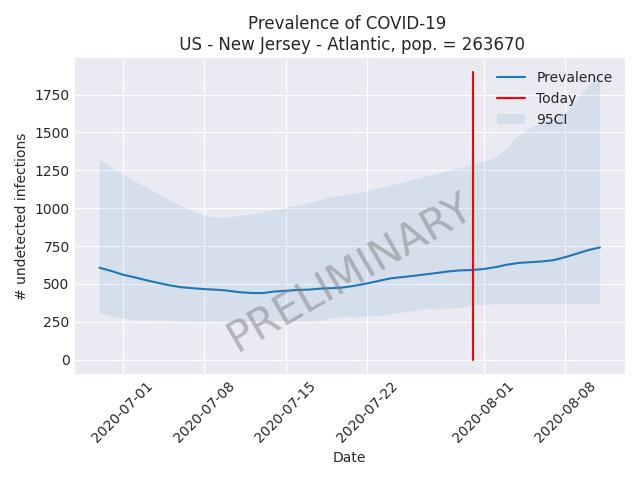 Prevalence of COVID-19
US - New Jersey - Atlantic, pop. = 263670
Prevalence
Today
95CI
1750
1500
1250
1000
750
500
250
0
# undetected infections
PRELIMINARY
2020-07-01
2020-07-08
2020-07-15
2020-07-22
2020-08-01
2020-08-08
Date